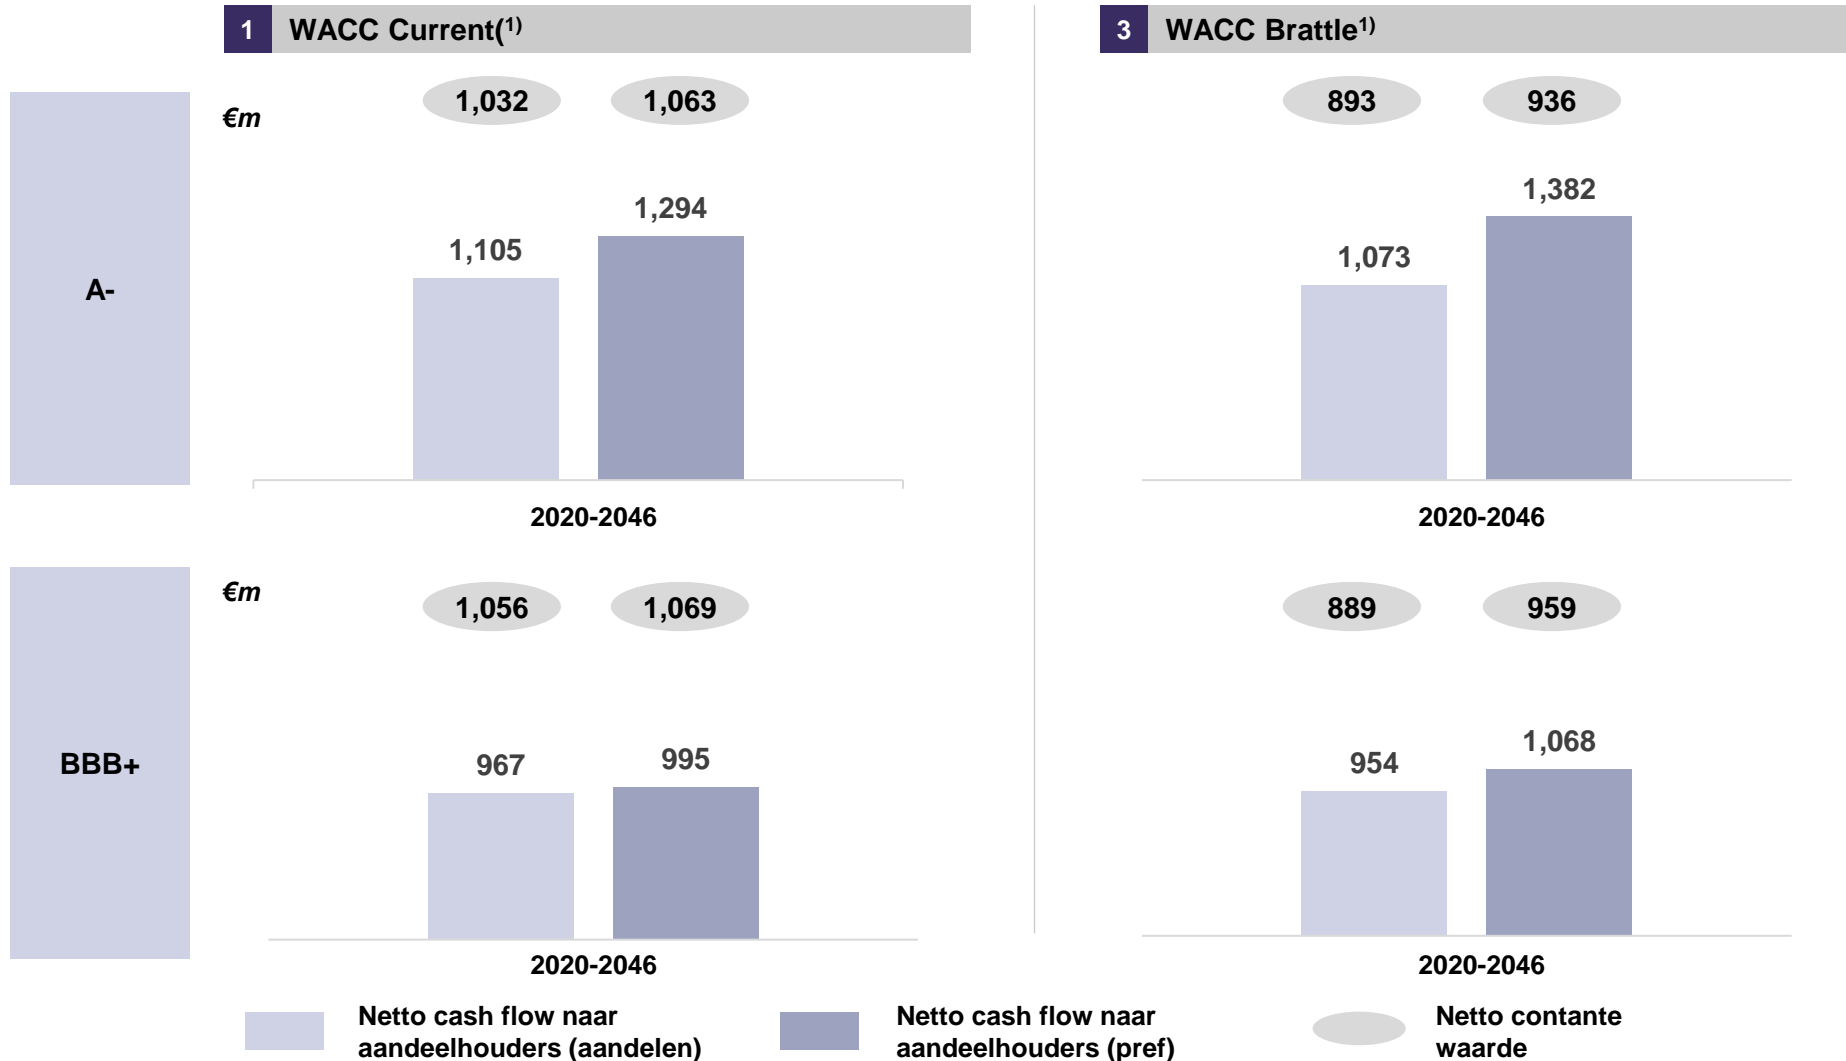 1 WACC Current(1)
3 WACC Brattle1)
A-
€m
1,032 1,063
1,105
1,294
2020-2046
893 936
1,073
1,382
2020-2046
BBB+
€m
1,056 1,069
967
995
2020-2046
889 959
954
1,068
2020-2046
Netto cash flow naar
aandeelhouders (aandelen)
Netto cash flow naar
aandeelhouders (pref)
Netto contante
waarde